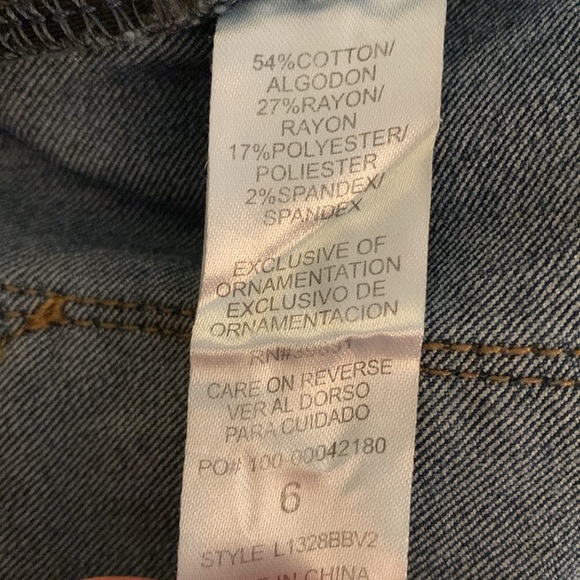 54%COTTON/
ALGODON
27%RAYON/
RAYON
17%POLYESTER/
POLIESTER
2%SPANDEX/
SPANDEX
EXCLUSIVE OF
ORNAMENTATION
EXCLUSIVO DE
ORNAMENTACION
CARE ON REVERSE
VER AL DORSO
PARA CUIDADO
PO# 100-00042180
6
STYLE L1328BBV2
IN CHINA